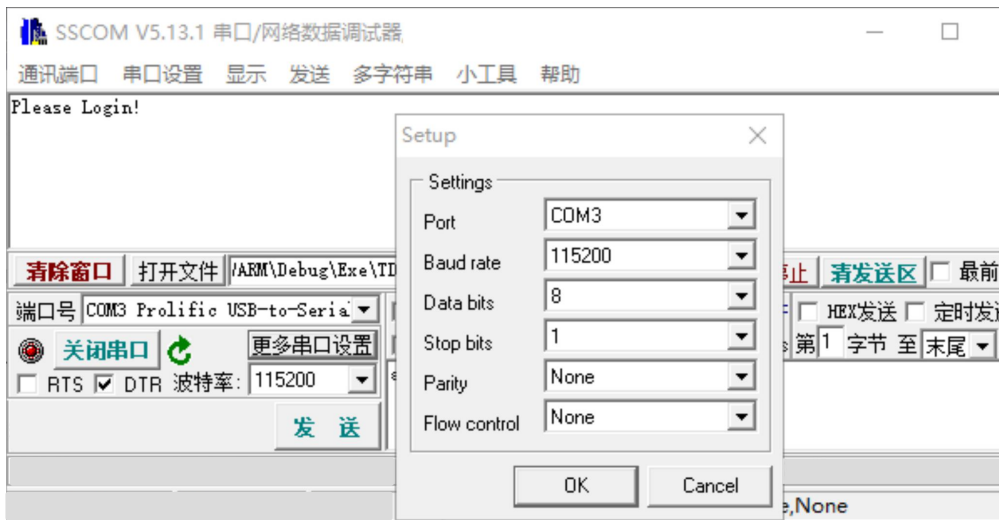 SSCOM V5.13.1 串口/网络数据调试器
通讯端口 串口设置 显示 发送 多字符串 小工具 帮助
Please Login!
Setup
Settings
Port COM3
Baud rate 115200
Data bits 8
Stop bits 1
Parity None
Flow control None
OK Cancel
清除窗口 打开文件 /ARM\Debug\Exe\TD 止 清发送区 最前
端口号 COM3 Prolific USB-to-Seria HEX发送 定时发
关闭串口 更多串口设置 第1 字节 至 末尾
RTS DTR 波特率: 115200
发 送
,None